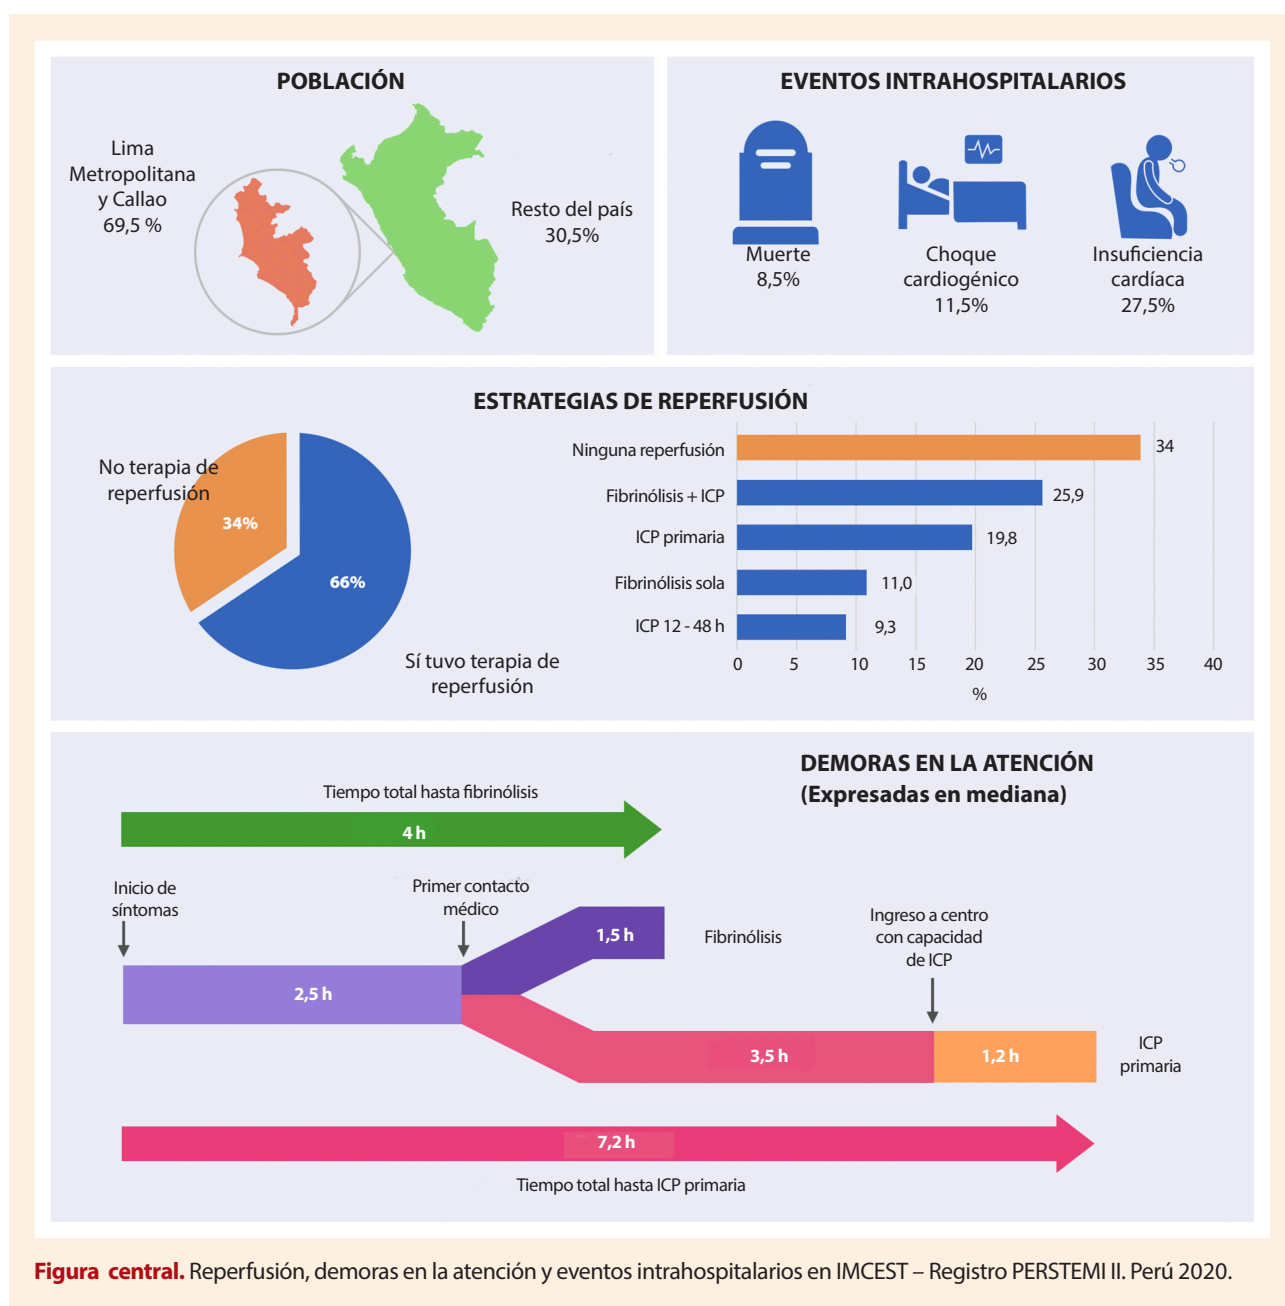 POBLACIÓN
Lima
Metropolitana
y Callao
69,5 %
Resto del país
30,5%
EVENTOS INTRAHOSPITALARIOS
Muerte
8,5%
Choque
cardiogénico
11,5%
Insuficiencia
cardíaca
27,5%
ESTRATEGIAS DE REPERFUSIÓN
No terapia de
reperfusión
34%
66%
Sí tuvo terapia de
reperfusión
Ninguna reperfusión
34
Fibrinólisis + ICP
25,9
ICP primaria
19,8
Fibrinólisis sola
11,0
ICP 12 - 48 h
9,3
0 5 10 15 20 25 30 35 40
%
DEMORAS EN LA ATENCIÓN
(Expresadas en mediana)
Tiempo total hasta fibrinólisis
4 h
Inicio de
síntomas
Primer contacto
médico
2,5 h
1,5 h
Fibrinólisis
Ingreso a centro
con capacidad
de ICP
3,5 h
1,2 h
ICP
primaria
7,2 h
Tiempo total hasta ICP primaria
Figura central. Reperfusión, demoras en la atención y eventos intrahospitalarios en IMCEST – Registro PERSTEMI II. Perú 2020.